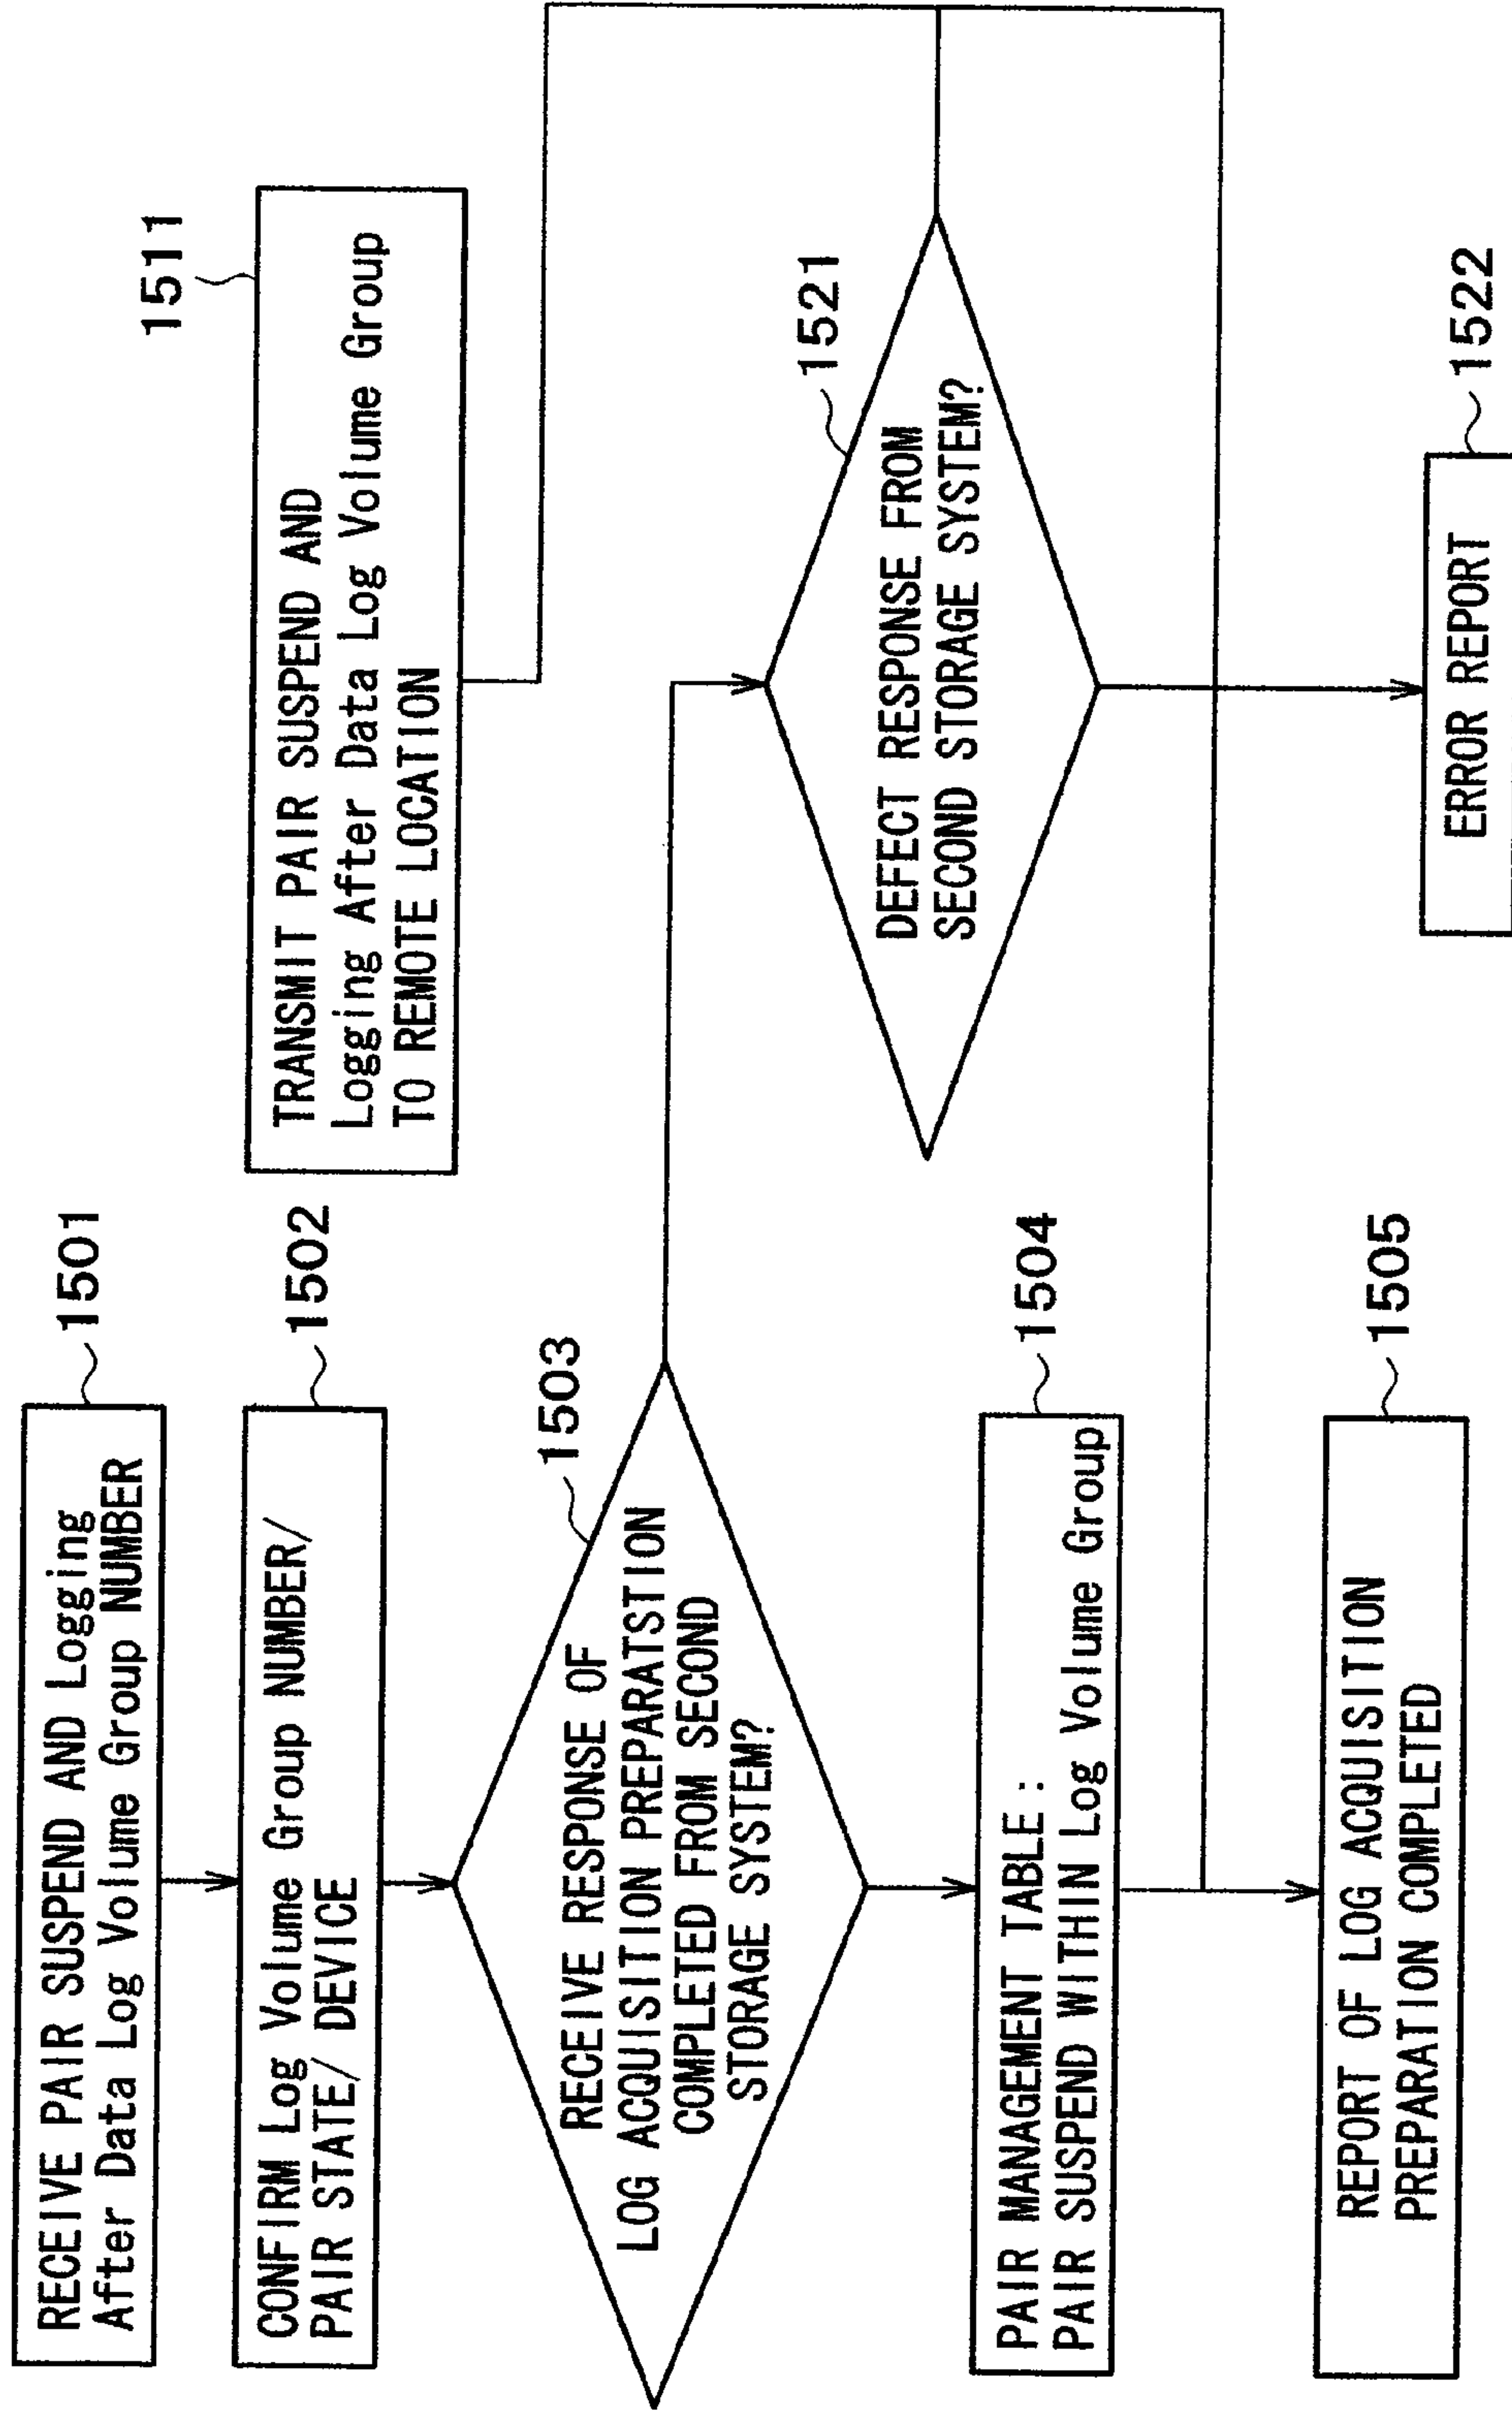 RECEIVE PAIR SUSPEND AND Logging
After Data Log Volume Group NUMBER
1501
CONFIRM Log Volume Group NUMBER/
PAIR STATE/ DEVICE
1502
RECEIVE RESPONSE OF
LOG ACQUISITION PREPARATSTION
COMPLETED FROM SECOND
STORAGE SYSTEM?
1503
PAIR MANAGEMENT TABLE :
PAIR SUSPEND WITHIN Log Volume Group
1504
REPORT OF LOG ACQUISITION
PREPARATION COMPLETED
1505
TRANSMIT PAIR SUSPEND AND
Logging After Data Log Volume Group
TO REMOTE LOCATION
1511
DEFECT RESPONSE FROM
SECOND STORAGE SYSTEM?
1521
ERROR REPORT
1522